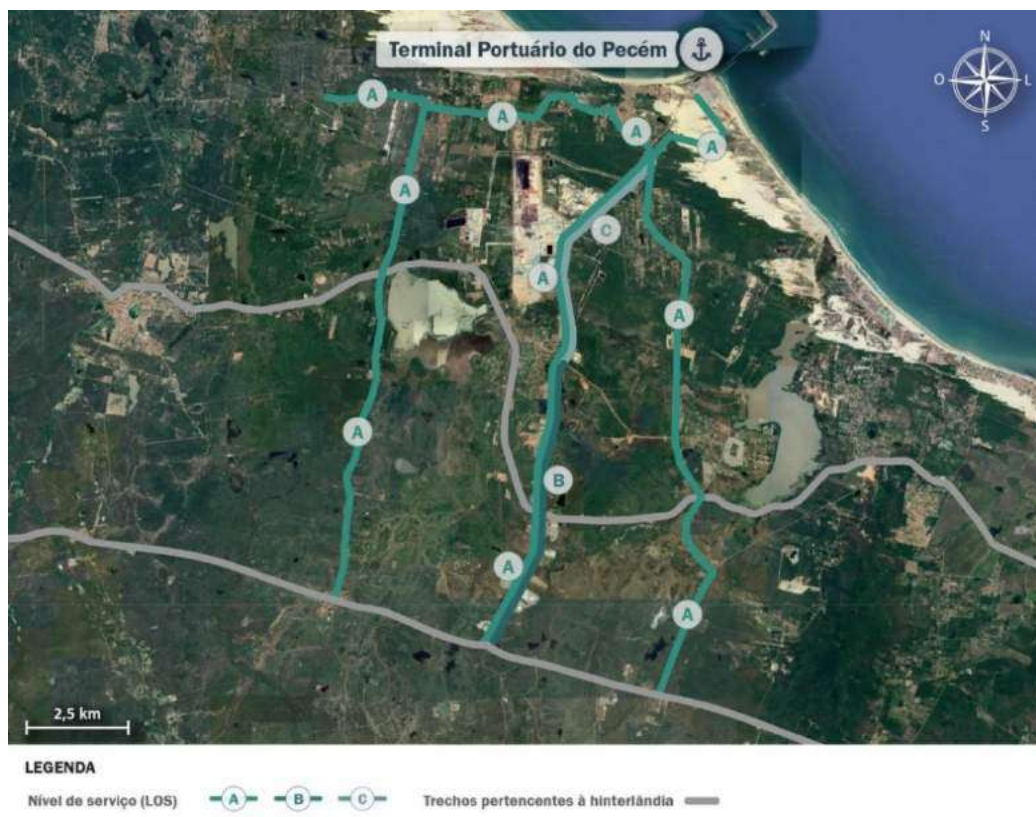 Terminal Portuário do Pecém
N
O
L
S
A
A
A
A
A
C
A
A
A
B
A
A
2,5 km
LEGENDA
Nível de serviço (LOS) A B C Trechos pertencentes à hinterlândia